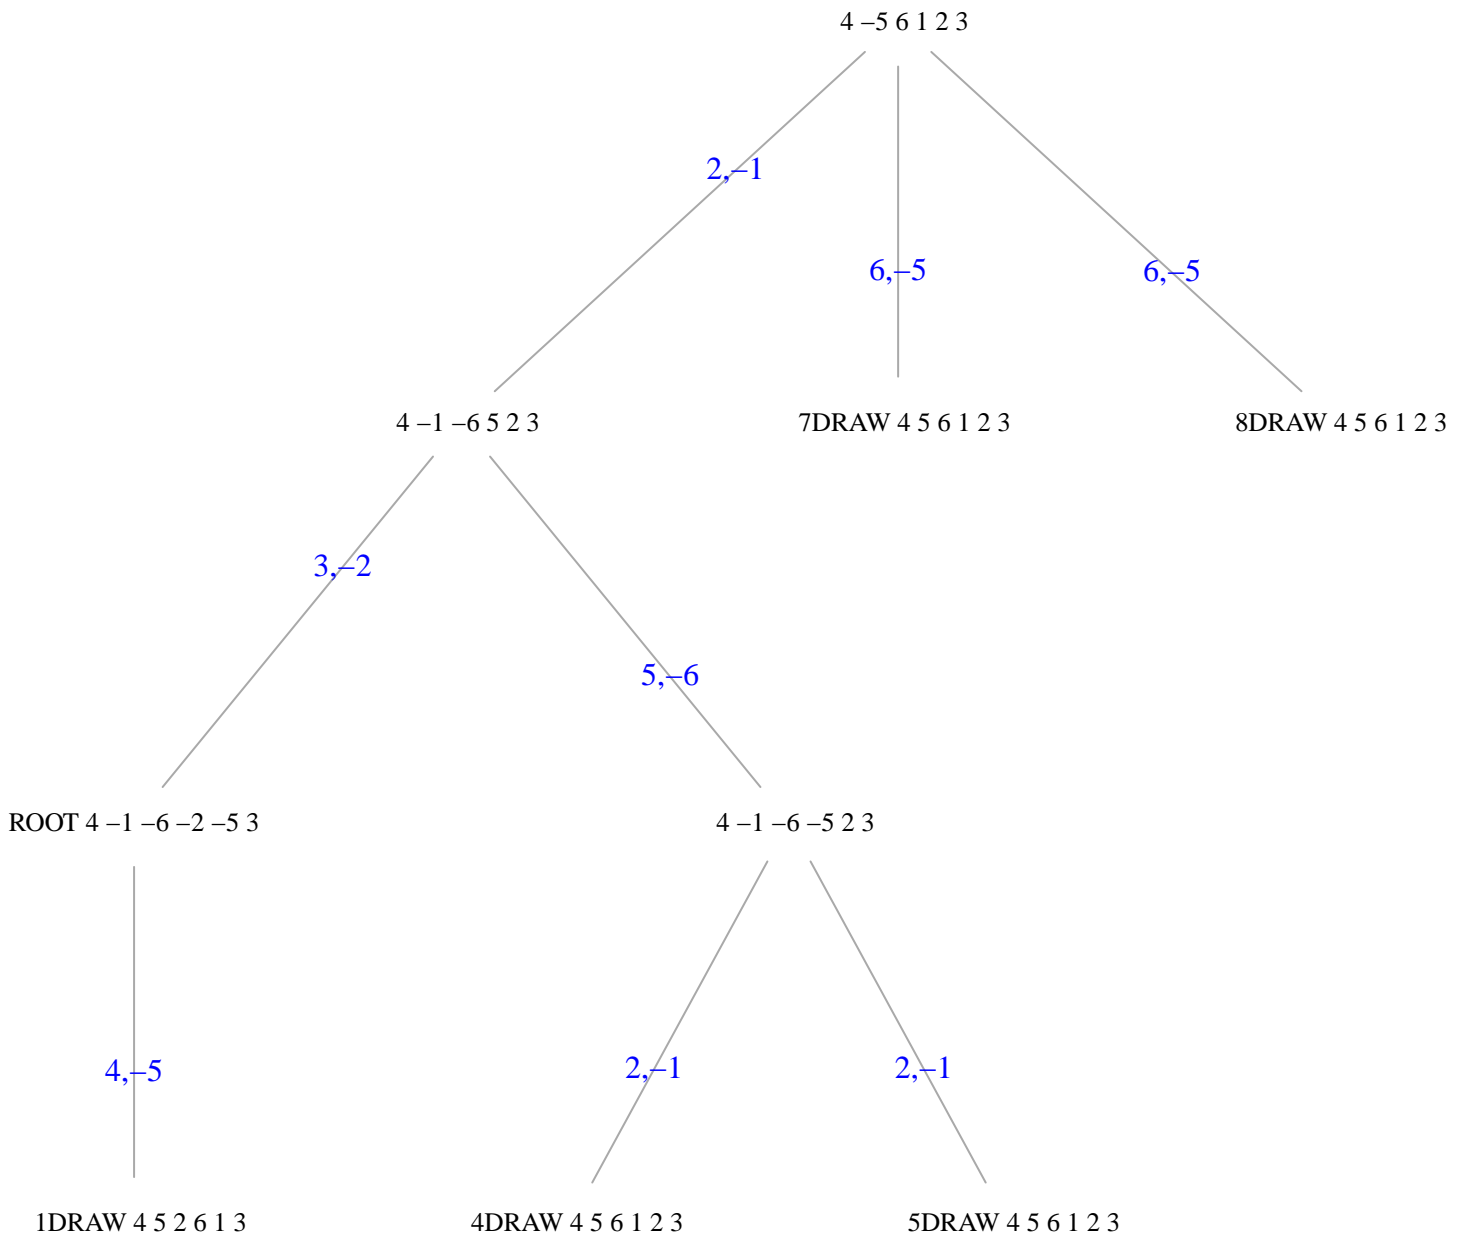 4 –5 6 1 2 3
2,–1
6,–5
6,–5
4 –1 –6 5 2 3
7DRAW 4 5 6 1 2 3
8DRAW 4 5 6 1 2 3
3,–2
5,–6
ROOT 4 –1 –6 –2 –5 3
4 –1 –6 –5 2 3
4,–5
2,–1
2,–1
1DRAW 4 5 2 6 1 3
4DRAW 4 5 6 1 2 3
5DRAW 4 5 6 1 2 3